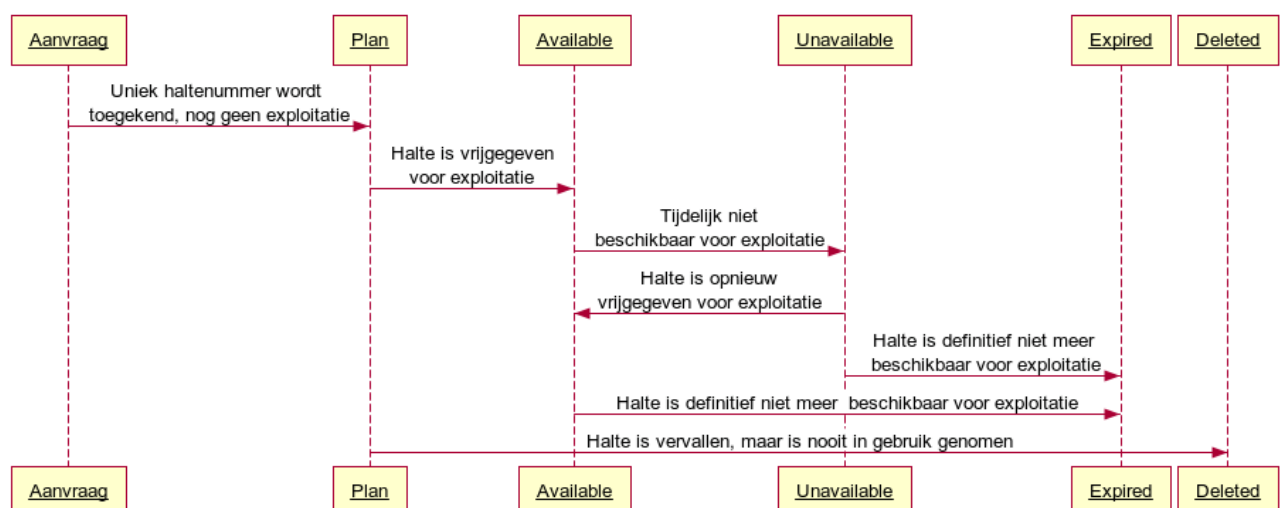 Aanvraag
Plan
Available
Unavailable
Expired
Deleted
Uniek haltenummer wordt
toegekend, nog geen exploitatie
Halte is vrijgegeven
voor exploitatie
Tijdelijk niet
beschikbaar voor exploitatie
Halte is opnieuw
vrijgegeven voor exploitatie
Halte is definitief niet meer
beschikbaar voor exploitatie
Halte is definitief niet meer  beschikbaar voor exploitatie
Halte is vervallen, maar is nooit in gebruik genomen
Aanvraag
Plan
Available
Unavailable
Expired
Deleted